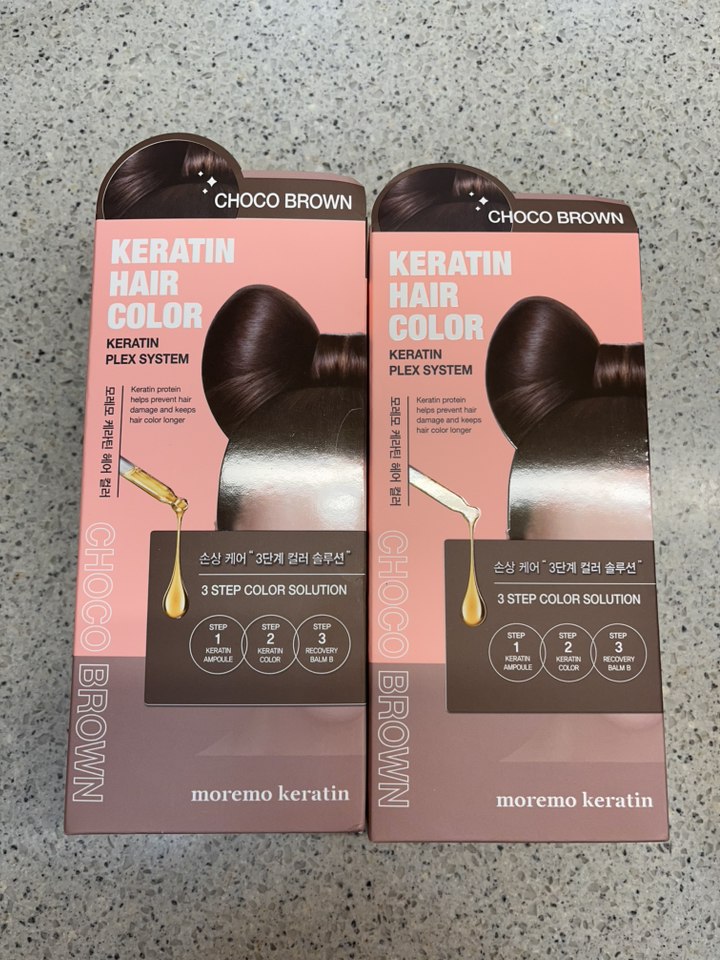 CHOCO BROWN
KERATIN
HAIR
COLOR
KERATIN
PLEX SYSTEM
Keratin protein
helps prevent hair
damage and keeps
hair color longer
모레모 케라틴 헤어 컬러
CHOCO BROWN
손상 케어 "3단계 컬러 솔루션"
3 STEP COLOR SOLUTION
STEP
1
KERATIN
AMPOULE
STEP
2
KERATIN
COLOR
STEP
3
RECOVERY
BALM B
moremo keratin
CHOCO BROWN
KERATIN
HAIR
COLOR
KERATIN
PLEX SYSTEM
Keratin protein
helps prevent hair
damage and keeps
hair color longer
모레모 케라틴 헤어 컬러
CHOCO BROWN
손상 케어 "3단계 컬러 솔루션"
3 STEP COLOR SOLUTION
STEP
1
KERATIN
AMPOULE
STEP
2
KERATIN
COLOR
STEP
3
RECOVERY
BALM B
moremo keratin